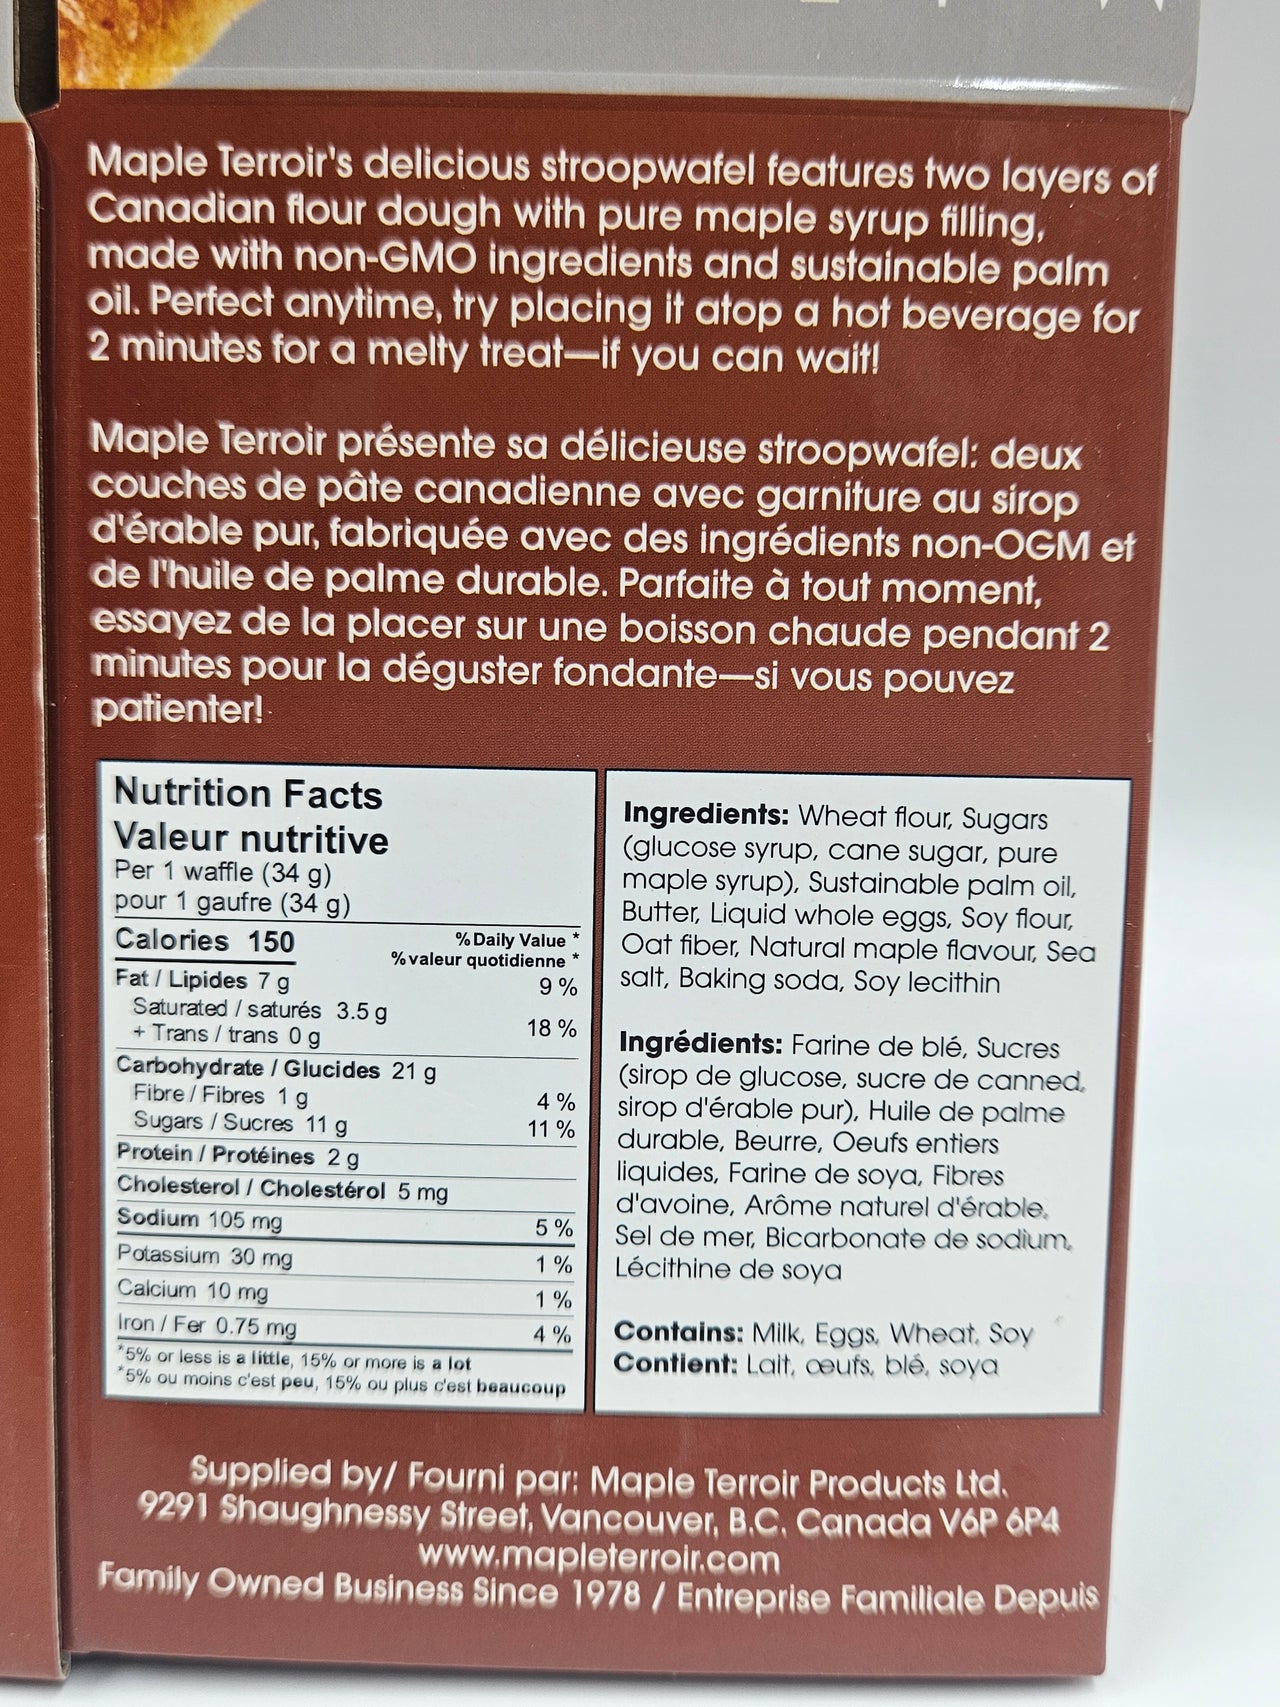 Maple Terroir's delicious stroopwafel features two layers of
Canadian flour dough with pure maple syrup filling,
made with non-GMO ingredients and sustainable palm
oil. Perfect anytime, try placing it atop a hot beverage for
2 minutes for a melty treat—if you can wait!
Maple Terroir présente sa délicieuse stroopwafel: deux
couches de pâte canadienne avec garniture au sirop
d'érable pur, fabriquée avec des ingrédients non-OGM et
de l'huile de palme durable. Parfaite à tout moment,
essayez de la placer sur une boisson chaude pendant 2
minutes pour la déguster fondante—si vous pouvez
patienter!
Nutrition Facts
Valeur nutritive
Per 1 waffle (34 g)
pour 1 gaufre (34 g)
Calories 150 % Daily Value *
% valeur quotidienne *
Fat / Lipides 7 g 9 %
Saturated / saturés 3.5 g
+ Trans / trans 0 g 18 %
Carbohydrate / Glucides 21 g
Fibre / Fibres 1 g 4 %
Sugars / Sucres 11 g 11 %
Protein / Protéines 2 g
Cholesterol / Cholestérol 5 mg
Sodium 105 mg 5 %
Potassium 30 mg 1 %
Calcium 10 mg 1 %
Iron / Fer 0.75 mg 4 %
*5% or less is a little, 15% or more is a lot
*5% ou moins c'est peu, 15% ou plus c'est beaucoup
Ingredients: Wheat flour, Sugars
(glucose syrup, cane sugar, pure
maple syrup), Sustainable palm oil,
Butter, Liquid whole eggs, Soy flour,
Oat fiber, Natural maple flavour, Sea
salt, Baking soda, Soy lecithin
Ingrédients: Farine de blé, Sucres
(sirop de glucose, sucre de canned,
sirop d'érable pur), Huile de palme
durable, Beurre, Oeufs entiers
liquides, Farine de soya, Fibres
d'avoine, Arôme naturel d'érable,
Sel de mer, Bicarbonate de sodium,
Lécithine de soya
Contains: Milk, Eggs, Wheat, Soy
Contient: Lait, œufs, blé, soya
Supplied by/ Fourni par: Maple Terroir Products Ltd.
9291 Shaughnessy Street, Vancouver, B.C. Canada V6P 6P4
www.mapleterroir.com
Family Owned Business Since 1978 / Entreprise Familiale Depuis